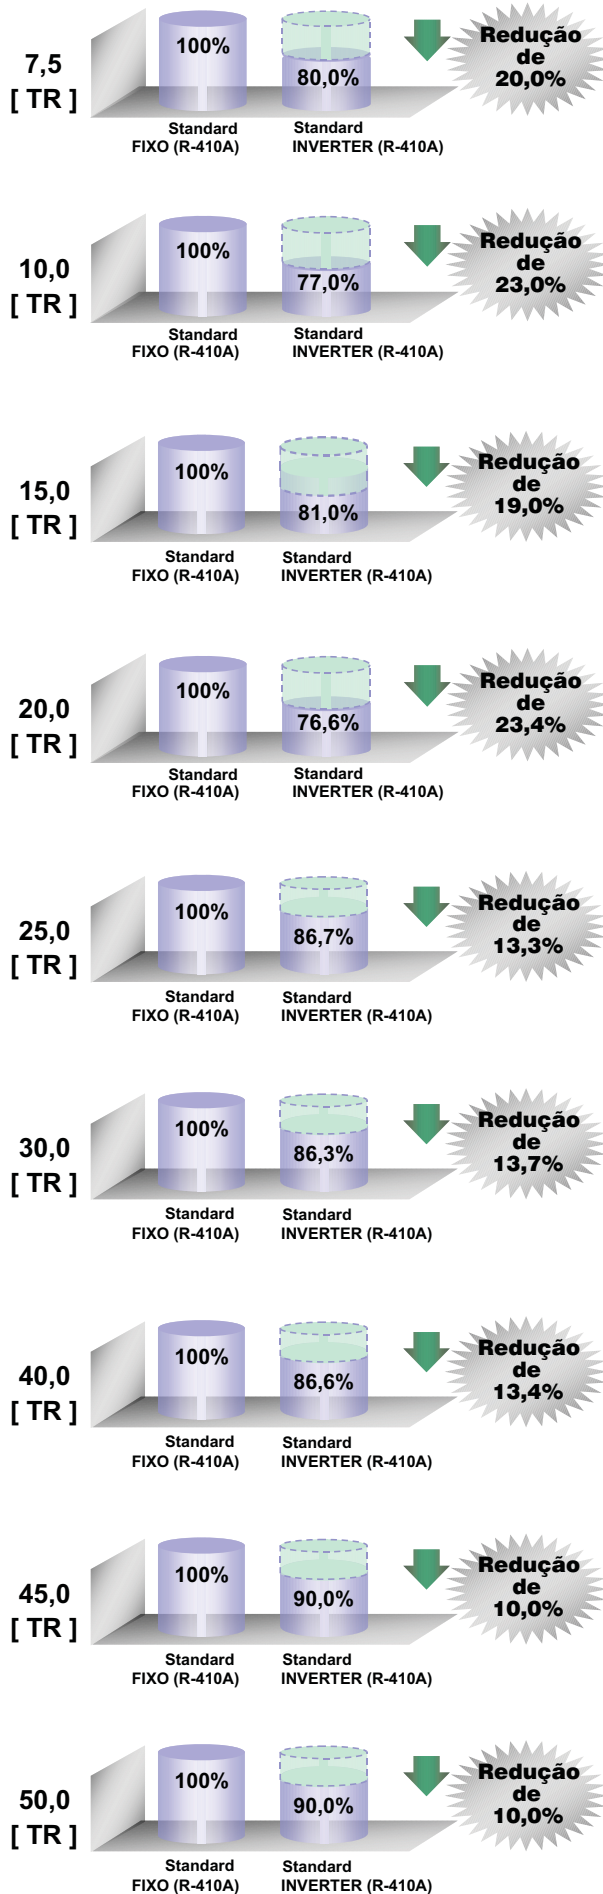 7,5
[ TR ]
100%
80,0%
Redução
de
20,0%
Standard
FIXO (R-410A)
Standard
INVERTER (R-410A)
10,0
[ TR ]
100%
77,0%
Redução
de
23,0%
Standard
FIXO (R-410A)
Standard
INVERTER (R-410A)
15,0
[ TR ]
100%
81,0%
Redução
de
19,0%
Standard
FIXO (R-410A)
Standard
INVERTER (R-410A)
20,0
[ TR ]
100%
76,6%
Redução
de
23,4%
Standard
FIXO (R-410A)
Standard
INVERTER (R-410A)
25,0
[ TR ]
100%
86,7%
Redução
de
13,3%
Standard
FIXO (R-410A)
Standard
INVERTER (R-410A)
30,0
[ TR ]
100%
86,3%
Redução
de
13,7%
Standard
FIXO (R-410A)
Standard
INVERTER (R-410A)
40,0
[ TR ]
100%
86,6%
Redução
de
13,4%
Standard
FIXO (R-410A)
Standard
INVERTER (R-410A)
45,0
[ TR ]
100%
90,0%
Redução
de
10,0%
Standard
FIXO (R-410A)
Standard
INVERTER (R-410A)
50,0
[ TR ]
100%
90,0%
Redução
de
10,0%
Standard
FIXO (R-410A)
Standard
INVERTER (R-410A)